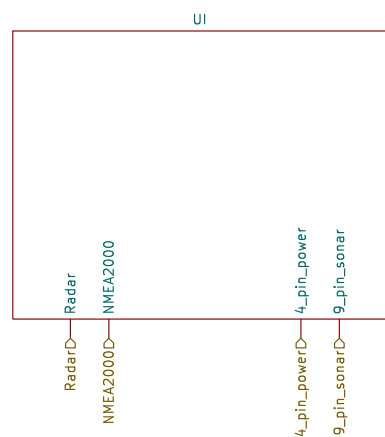 UI
Radar
NMEA2000
4_pin_power
9_pin_sonar
Radar
NMEA2000
4_pin_power
9_pin_sonar